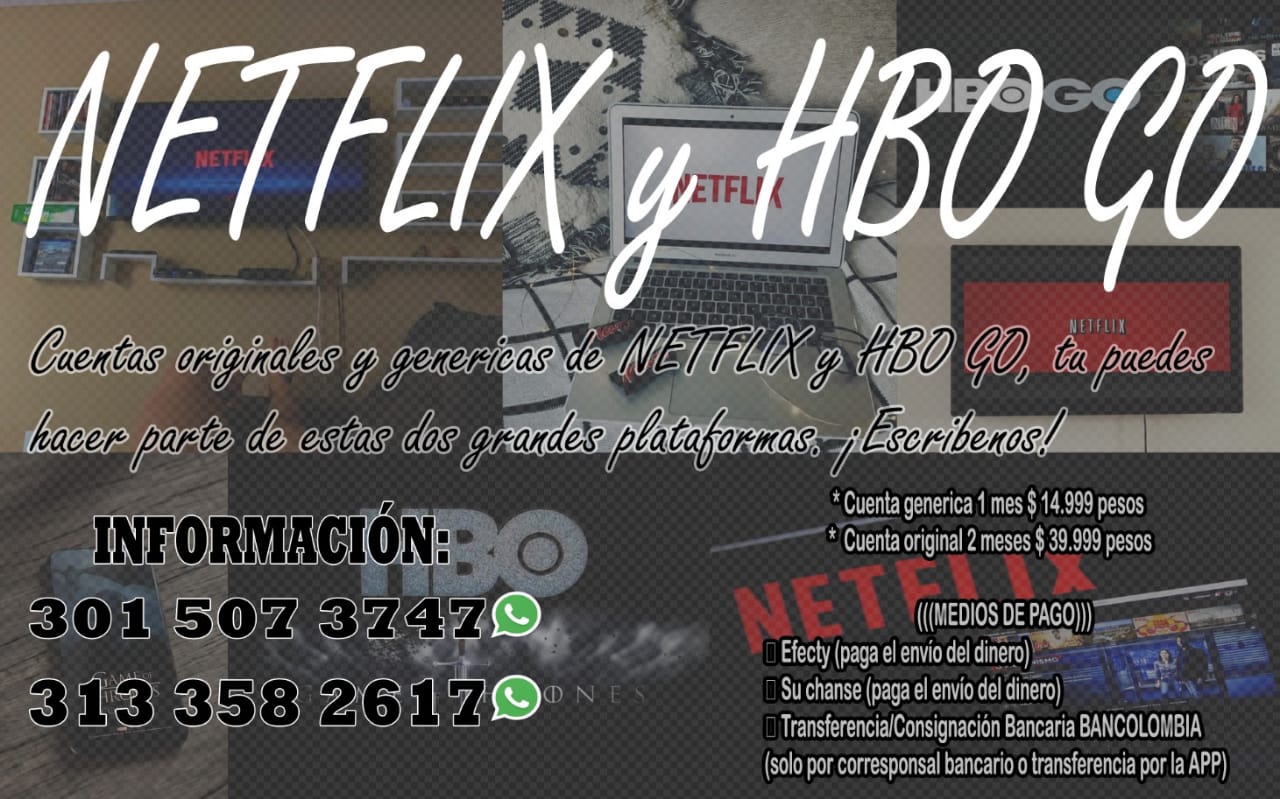 NETFLIX y HBO GO
NETFLIX
NETFLIX
HBO GO
NETFLIX
Cuentas originales y genericas de NETFLIX y HBO GO, tu puedes
hacer parte de estas dos grandes plataformas. ¡Escribenos!
* Cuenta generica 1 mes $ 14.999 pesos
* Cuenta original 2 meses $ 39.999 pesos
INFORMACIÓN:
HBO
301 507 3747
313 358 2617
NETFLIX
(((MEDIOS DE PAGO)))
Efecty (paga el envío del dinero)
Su chanse (paga el envío del dinero)
Transferencia/Consignación Bancaria BANCOLOMBIA
(solo por corresponsal bancario o transferencia por la APP)